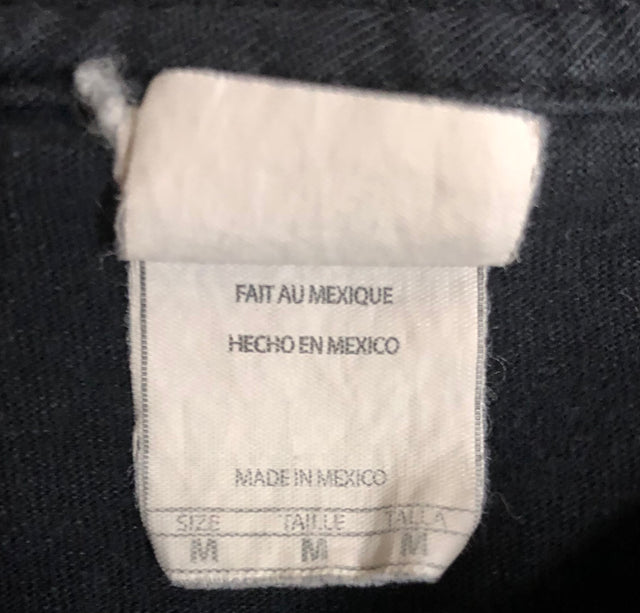 FAIT AU MEXIQUE
HECHO EN MEXICO
MADE IN MEXICO
SIZE TAILLE TALLA
M M M